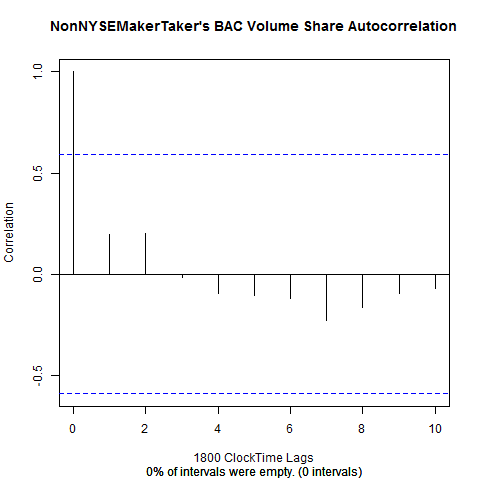 NonNYSEMakerTaker's BAC Volume Share Autocorrelation
1.0
0.5
0.0
-0.5
Correlation
0 2 4 6 8 10
1800 ClockTime Lags
0% of intervals were empty. (0 intervals)